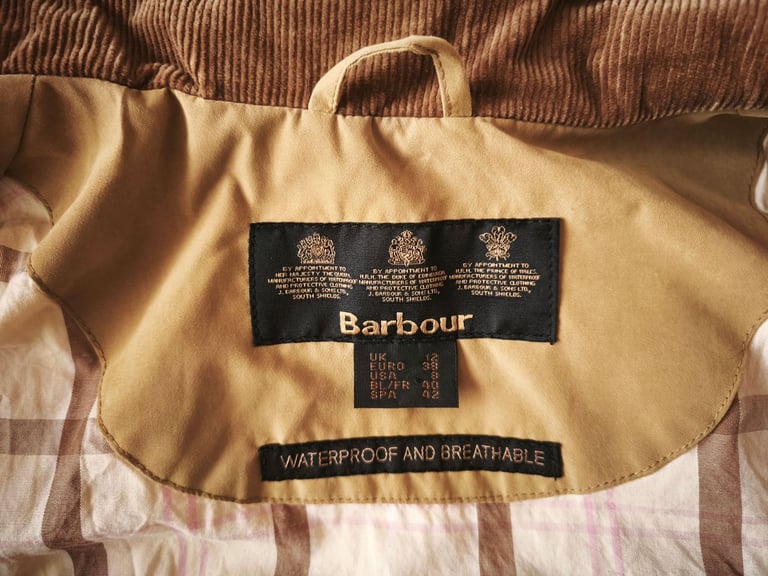 BY APPOINTMENT TO
HER MAJESTY THE QUEEN,
MANUFACTURERS OF WATERPROOF
AND PROTECTIVE CLOTHING
J. BARBOUR & SONS LTD.,
SOUTH SHIELDS.
BY APPOINTMENT TO
H.R.H. THE DUKE OF EDINBURGH,
MANUFACTURERS OF WATERPROOF
AND PROTECTIVE CLOTHING
J. BARBOUR & SONS LTD.,
SOUTH SHIELDS.
BY APPOINTMENT TO
H.R.H. THE PRINCE OF WALES,
MANUFACTURERS OF WATERPROOF
AND PROTECTIVE CLOTHING
J. BARBOUR & SONS LTD.,
SOUTH SHIELDS.
Barbour
UK 12
EURO 38
USA 8
BL/FR 40
SPA 42
WATERPROOF AND BREATHABLE